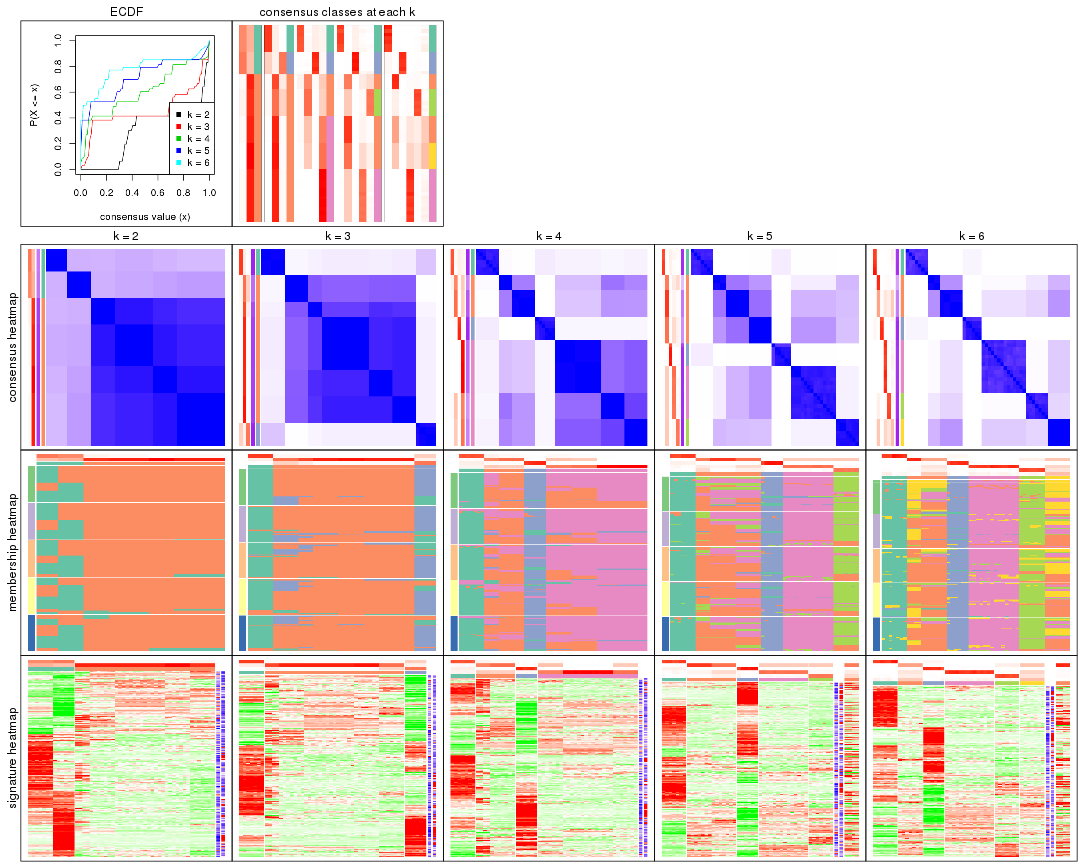 ECDF
consensus classes at each k
P(X <= x)
1.0
0.8
0.6
0.4
0.2
0.0
k = 2
k = 3
k = 4
k = 5
k = 6
0.0 0.2 0.4 0.6 0.8 1.0
consensus value (x)
k = 2
k = 3
k = 4
k = 5
k = 6
consensus heatmap
membership heatmap
signature heatmap